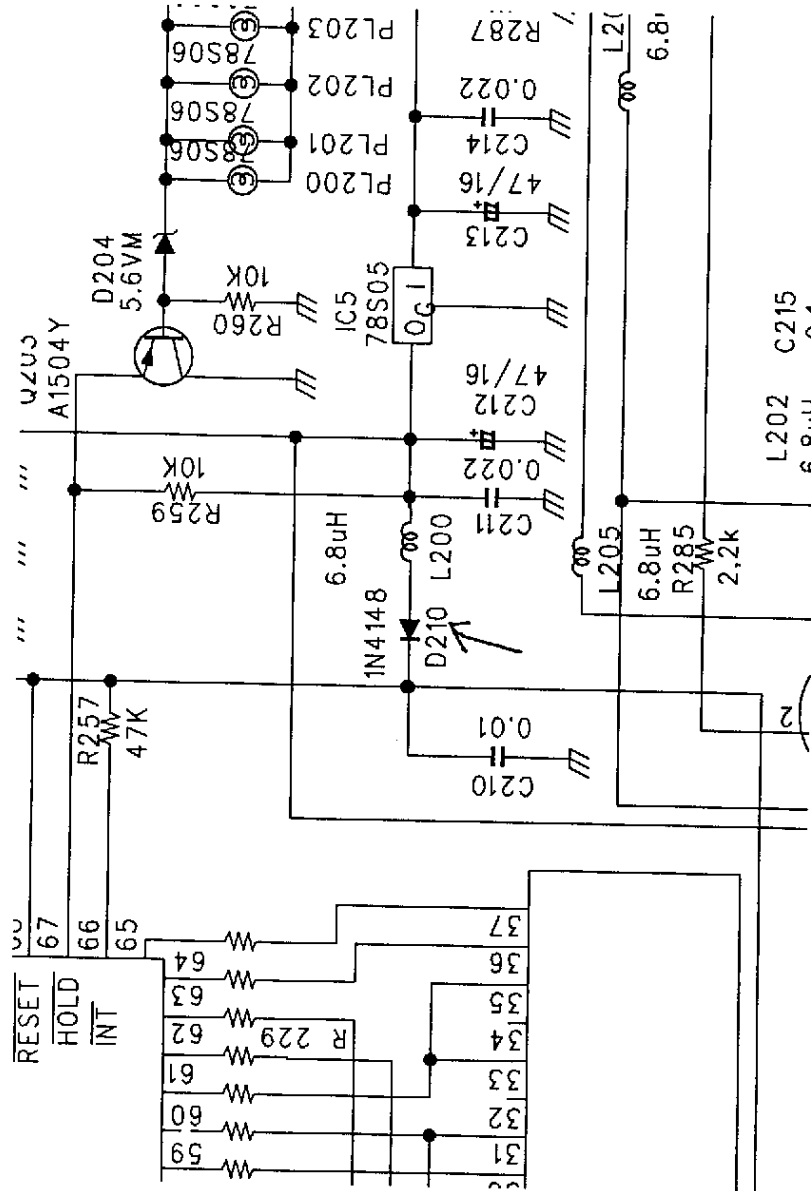 PL203
78S06
PL202
78S06
PL201
78S06
PL200
R287
0.022
C214
47/16
C213
6.8
D204
5.6VM
10K
R260
IC5
78S05
O G I
A1504Y
47/16
C212
0.022
C211
10K
R259
6.8uH
L200
1N4148
D210
C215
L202
L205
6.8uH
R285
2,2k
R257
47K
0.01
C210
2
67
66
65
RESET
HOLD
INT
64
63
62
61
60
59
R 229
37
36
35
34
33
32
31